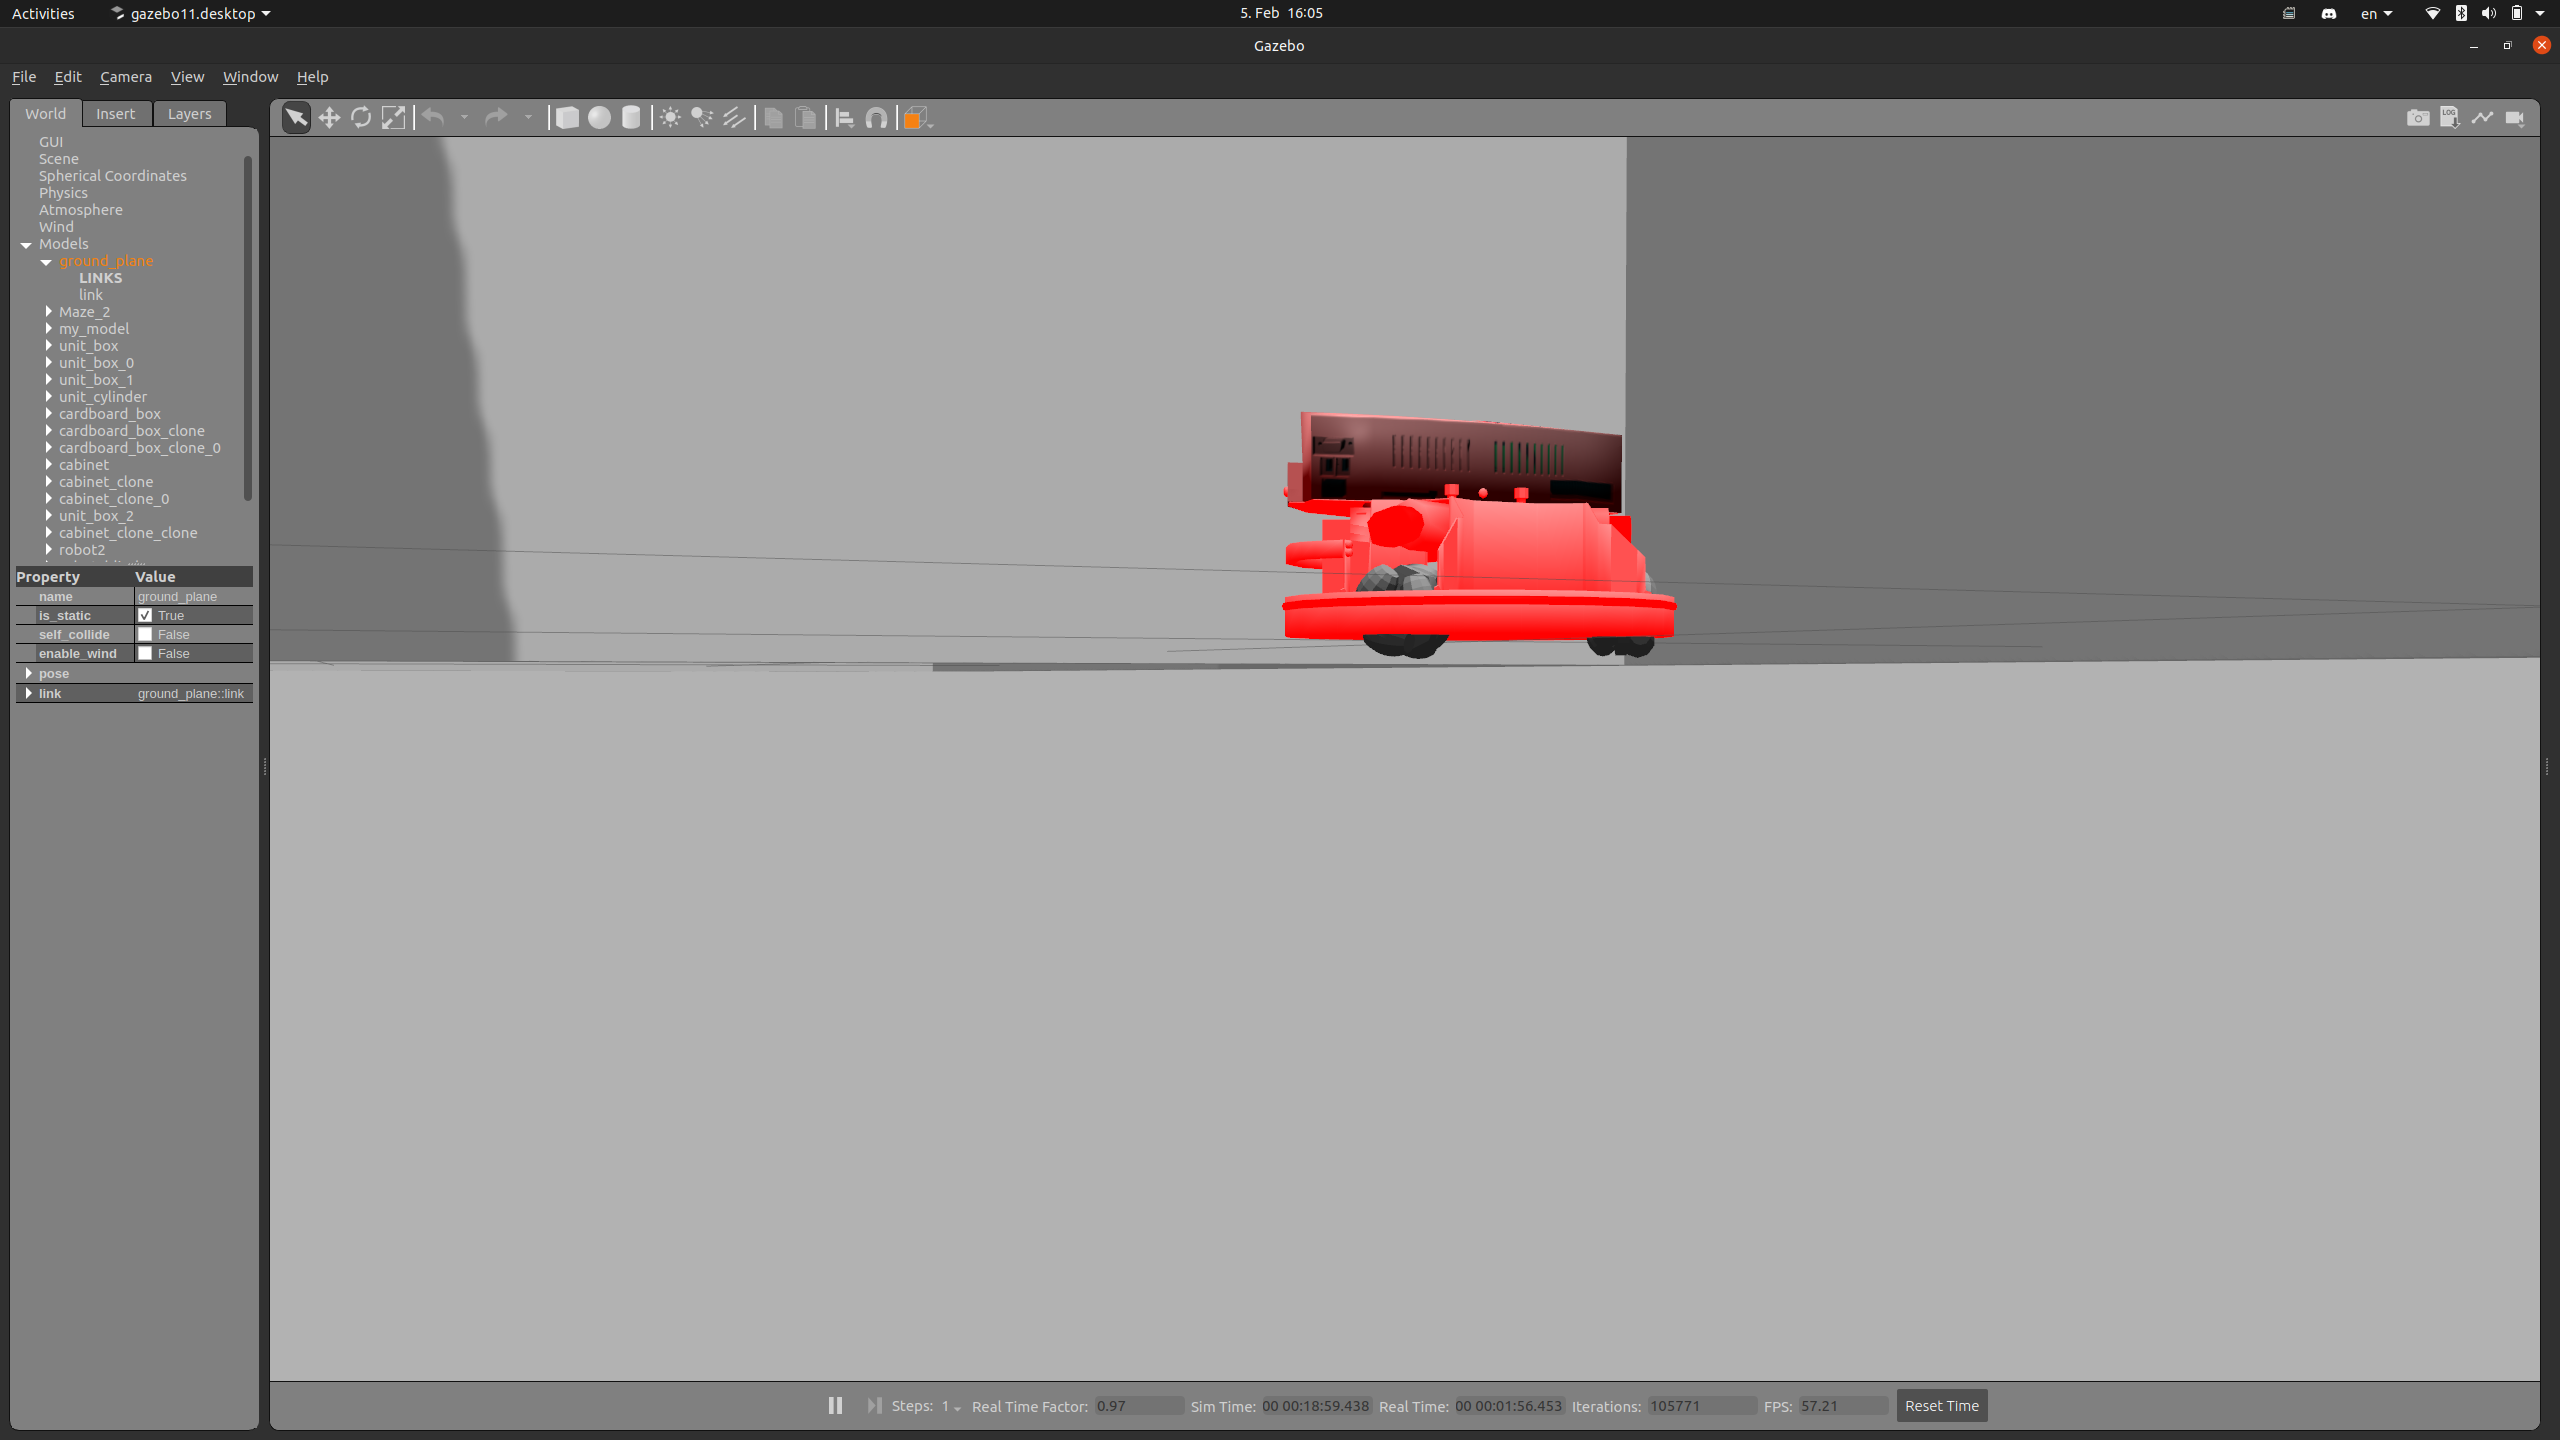 Activities gazebo11.desktop 5. Feb 16:05 en
Gazebo
File Edit Camera View Window Help
World Insert Layers
GUI
Scene
Spherical Coordinates
Physics
Atmosphere
Wind
Models
ground_plane
LINKS
link
Maze_2
my_model
unit_box
unit_box_0
unit_box_1
unit_cylinder
cardboard_box
cardboard_box_clone
cardboard_box_clone_0
cabinet
cabinet_clone
cabinet_clone_0
unit_box_2
cabinet_clone_clone
robot2
Property Value
name ground_plane
is_static True
self_collide False
enable_wind False
pose
link ground_plane::link
LOG
Steps: 1 Real Time Factor: 0.97 Sim Time: 00 00:18:59.438 Real Time: 00 00:01:56.453 Iterations: 105771 FPS: 57.21 Reset Time